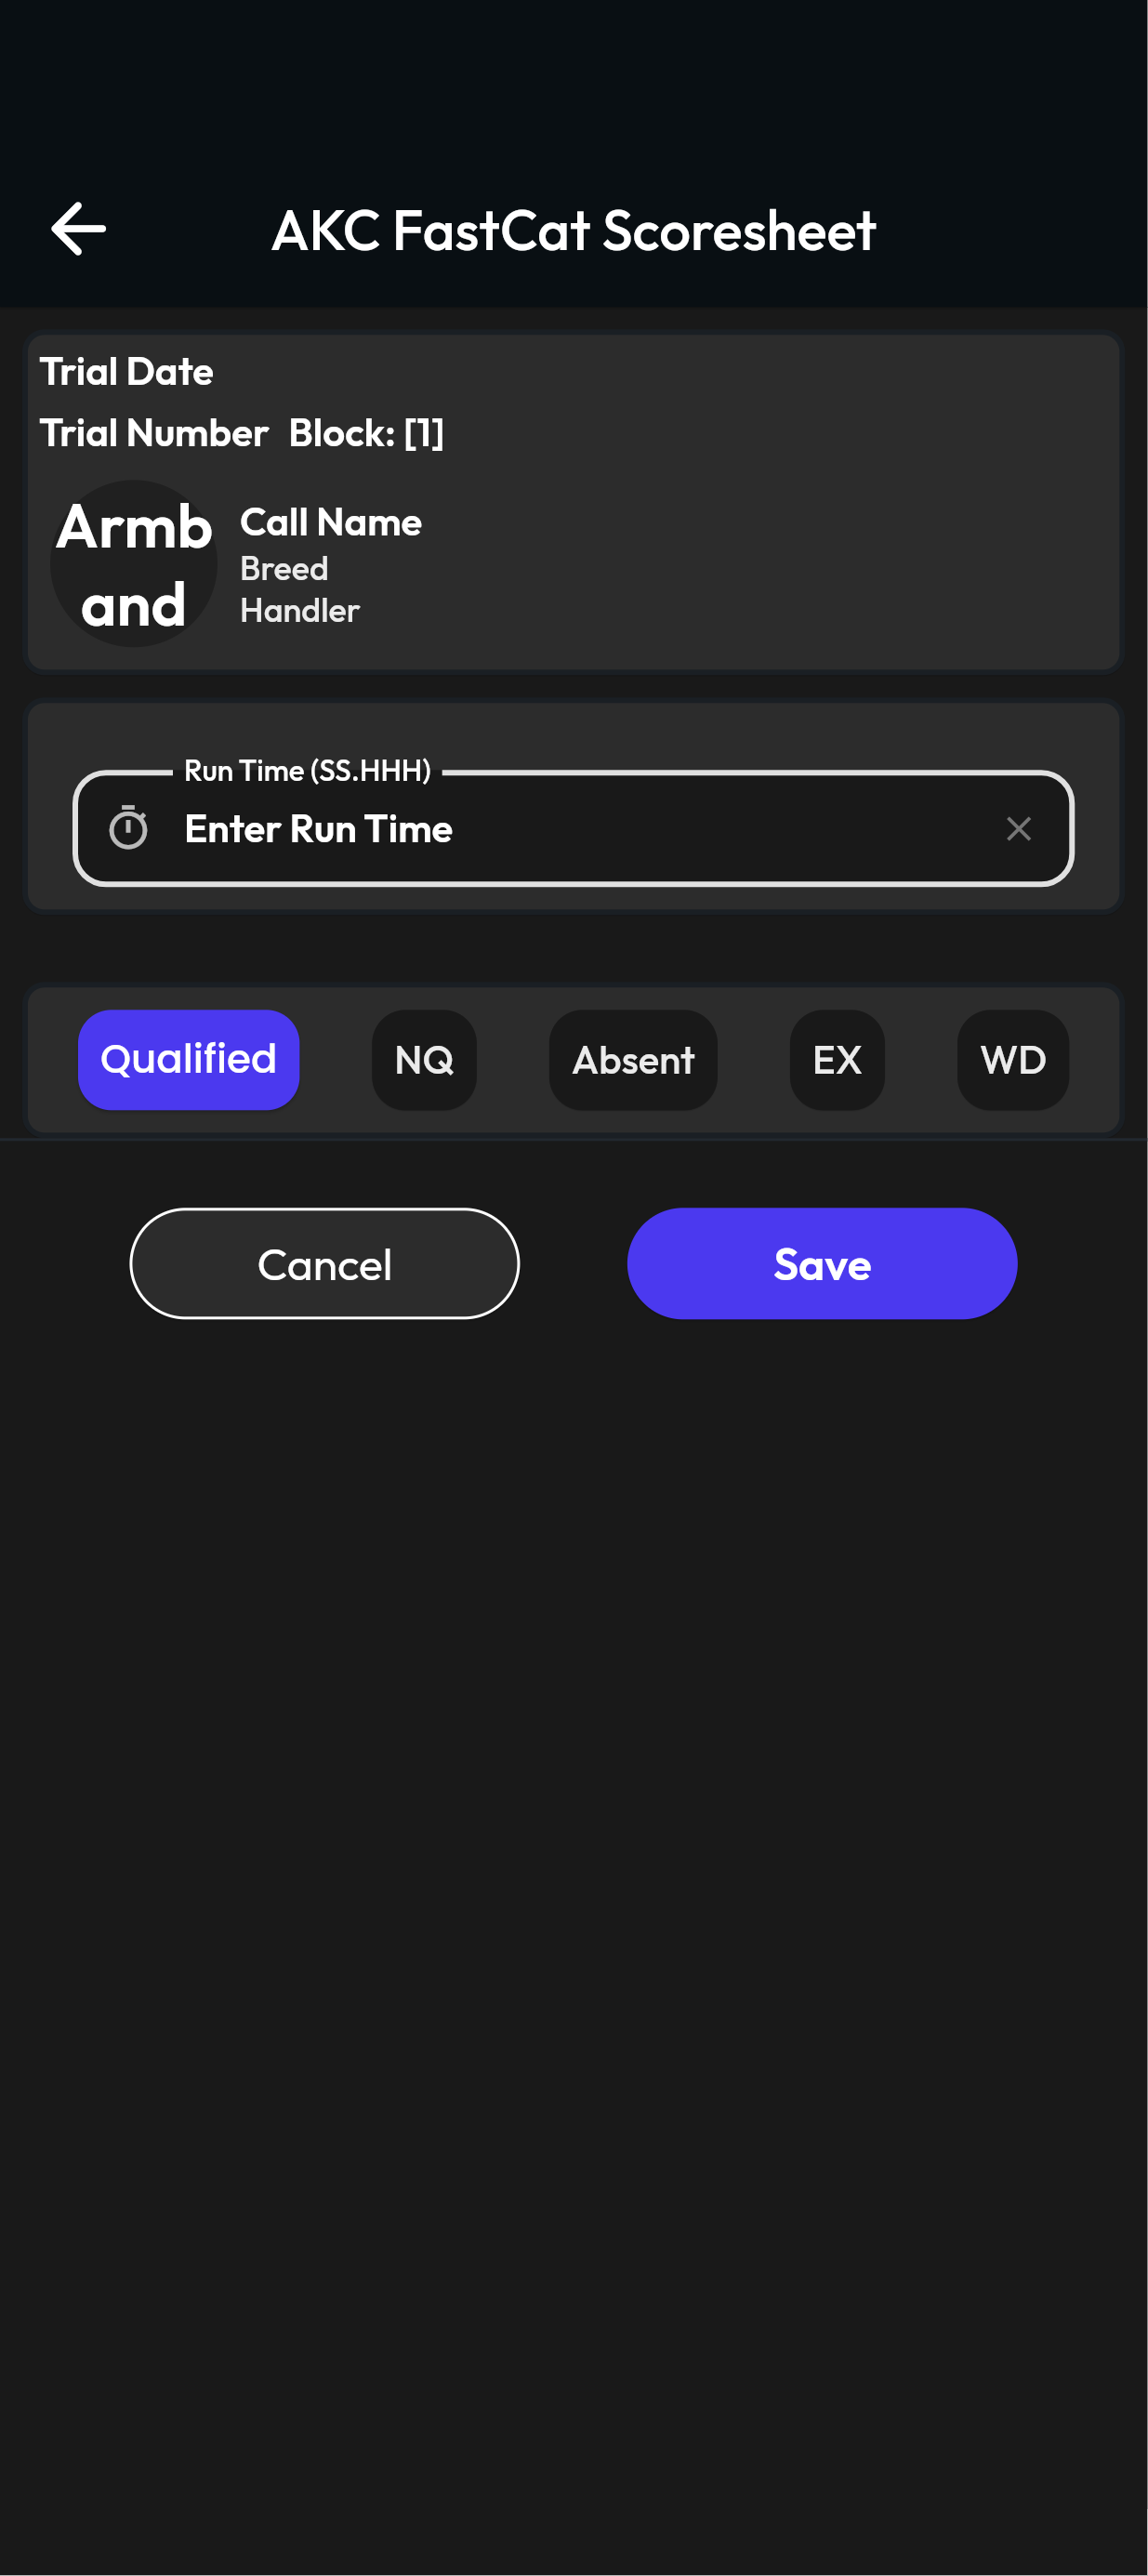 AKC FastCat Scoresheet
Trial Date
Trial Number Block: [1]
Armb
and
Call Name
Breed
Handler
Run Time (SS.HHH)
Enter Run Time
Qualified NQ Absent EX WD
Cancel Save